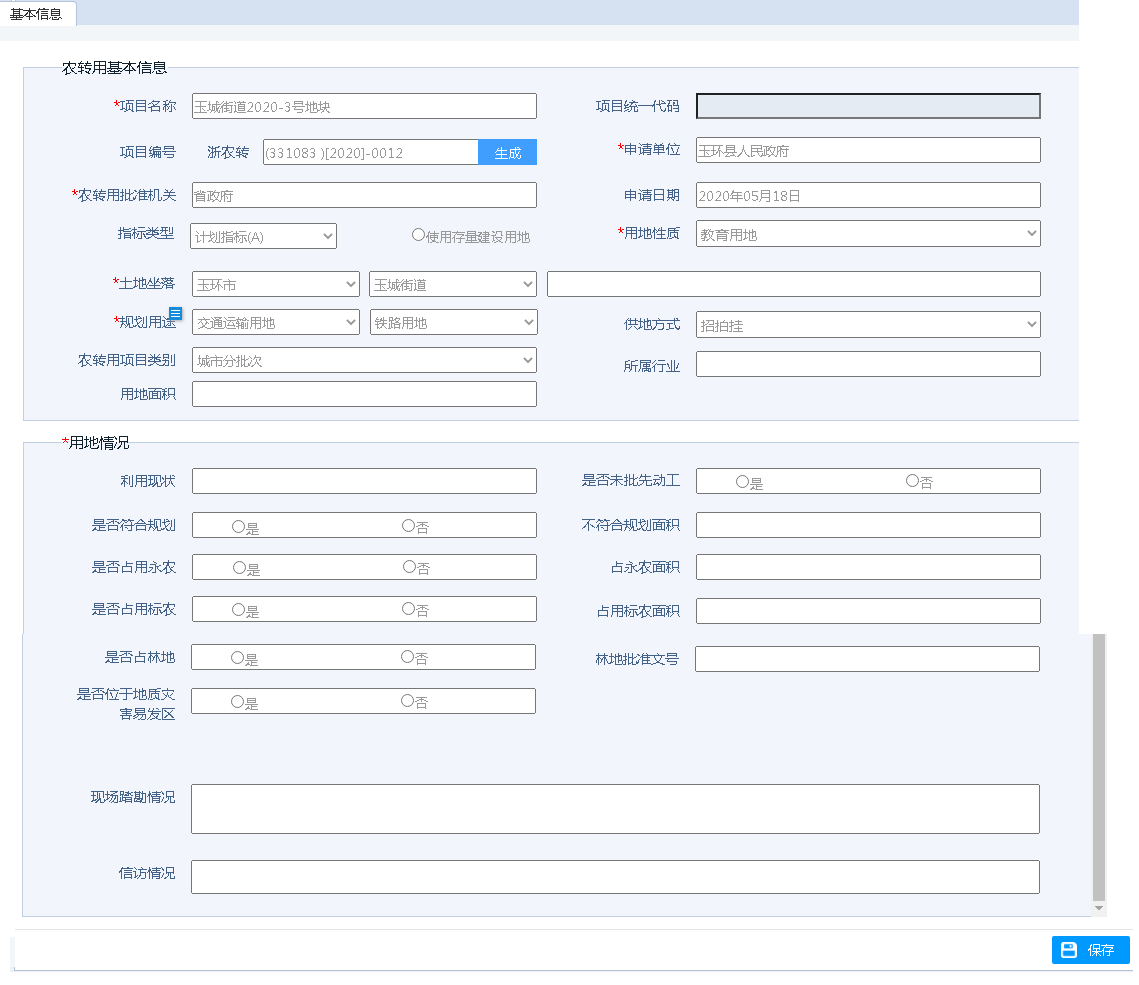 基本信息
农转用基本信息
*项目名称 玉城街道2020-3号地块 项目统一代码
项目编号 浙农转 (331083 )[2020]-0012 生成 *申请单位 玉环县人民政府
*农转用批准机关 省政府 申请日期 2020年05月18日
指标类型 计划指标(A) 使用存量建设用地 *用地性质 教育用地
*土地坐落 玉环市 玉城街道
*规划用途 交通运输用地 铁路用地 供地方式 招拍挂
农转用项目类别 城市分批次 所属行业
用地面积
*用地情况
利用现状 是否未批先动工 是 否
是否符合规划 是 否 不符合规划面积
是否占用永农 是 否 占永农面积
是否占用标农 是 否 占用标农面积
是否占林地 是 否 林地批准文号
是否位于地质灾
害易发区 是 否
现场踏勘情况
信访情况
保存